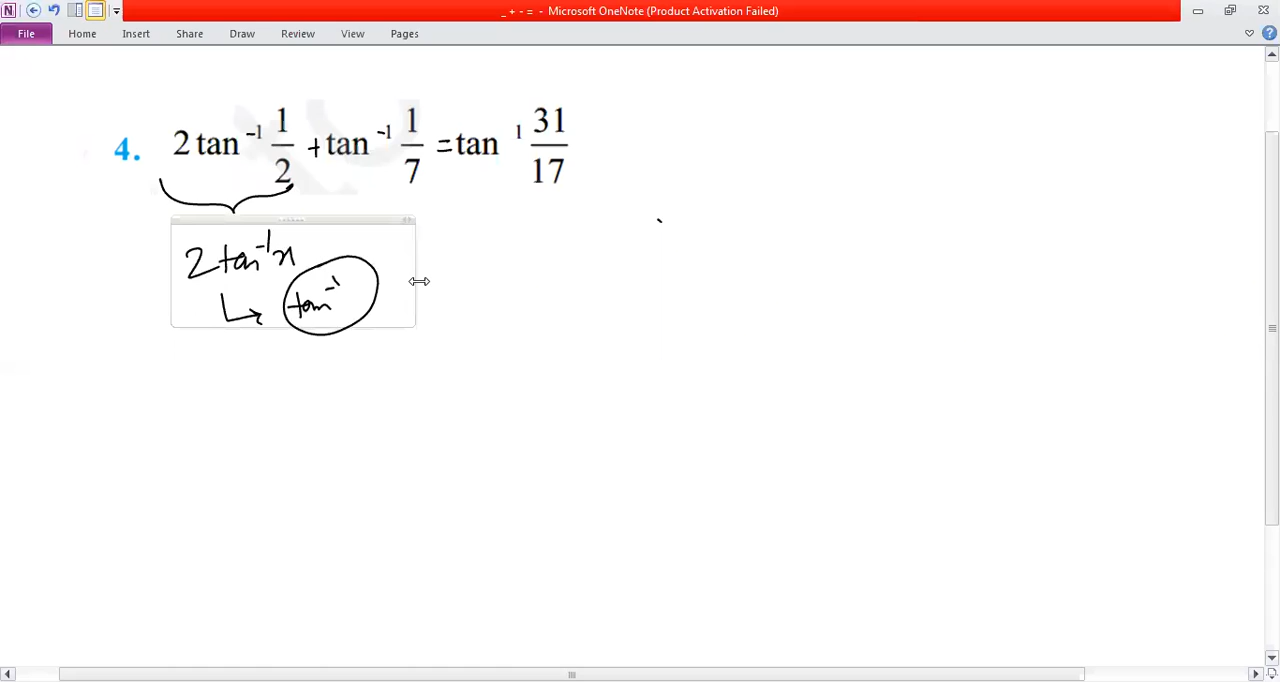 _ + - = - Microsoft OneNote (Product Activation Failed)
File Home Insert Share Draw Review View Pages
4. 2 tan⁻¹ 1/2 + tan⁻¹ 1/7 = tan ¹ 31/17
2 tan⁻¹x
tan⁻¹